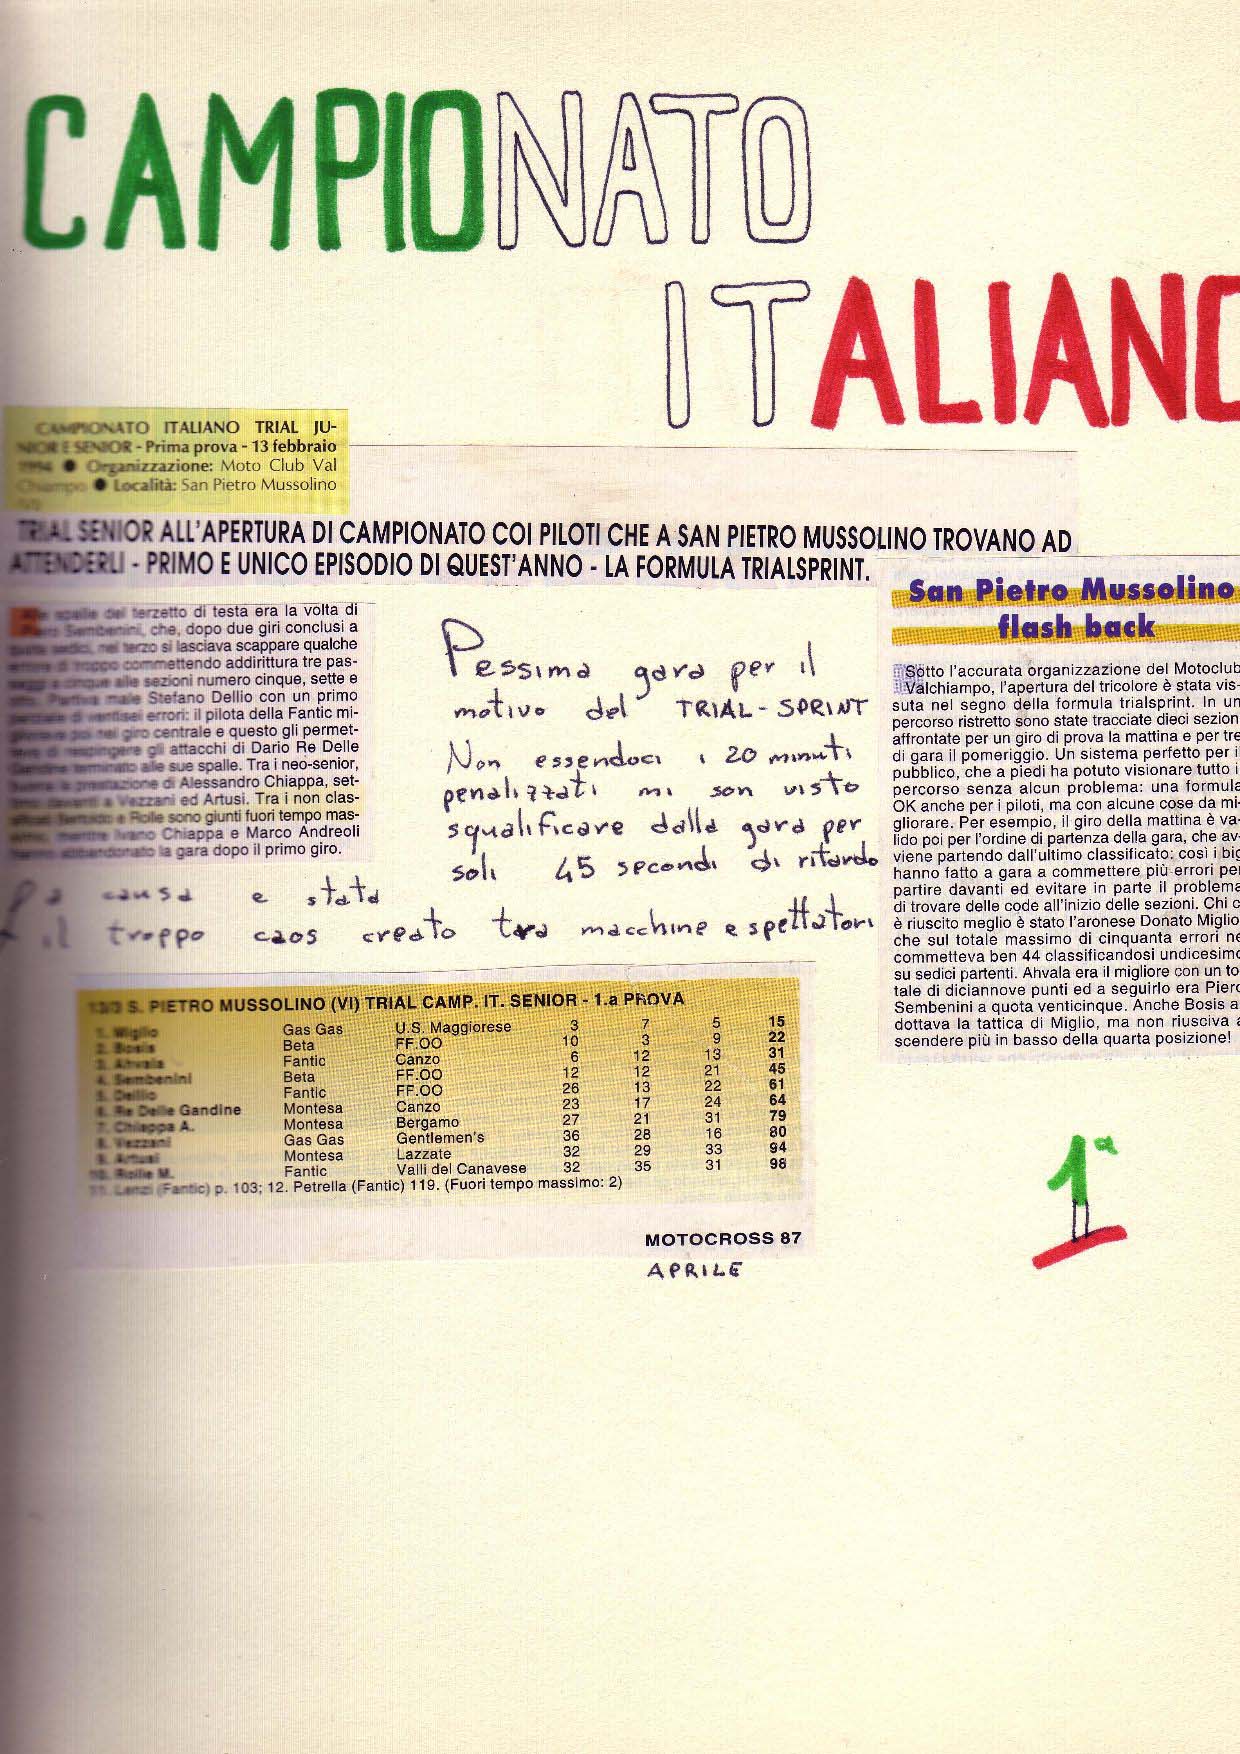 CAMPIONATO
ITALIANO
CAMPIONATO ITALIANO TRIAL JU-
NIOR E SENIOR - Prima prova - 13 febbraio
1994 ● Organizzazione: Moto Club Val
Chiampo ● Località: San Pietro Mussolino
TRIAL SENIOR ALL'APERTURA DI CAMPIONATO COI PILOTI CHE A SAN PIETRO MUSSOLINO TROVANO AD
ATTENDERLI - PRIMO E UNICO EPISODIO DI QUEST'ANNO - LA FORMULA TRIALSPRINT.
Alle spalle del terzetto di testa era la volta di
Piero Sembenini, che, dopo due giri conclusi a
quota sedici, nel terzo si lasciava scappare qualche
errore di troppo commettendo addirittura tre pas-
saggi a cinque alle sezioni numero cinque, sette e
Partiva male Stefano Dellio con un primo
parziale di ventisei errori: il pilota della Fantic mi-
gliorava poi nel giro centrale e questo gli permet-
teva di respingere gli attacchi di Dario Re Delle
Gandine terminato alle sue spalle. Tra i neo-senior,
buona la prestazione di Alessandro Chiappa, set-
timo davanti a Vezzani ed Artusi. Tra i non clas-
sificati Bertuldo e Rolle sono giunti fuori tempo mas-
simo, mentre Ivano Chiappa e Marco Andreoli
hanno abbandonato la gara dopo il primo giro.
Pessima gara per il
motivo del TRIAL-SPRINT
Non essendoci i 20 minuti
penalizzati mi son visto
squalificare dalla gara per
soli 45 secondi di ritardo
La causa e stata
il troppo caos creato tra macchine e spettatori
San Pietro Mussolino
flash back
Sotto l'accurata organizzazione del Motoclub
Valchiampo, l'apertura del tricolore è stata vis-
suta nel segno della formula trialsprint. In un
percorso ristretto sono state tracciate dieci sezion
affrontate per un giro di prova la mattina e per tre
di gara il pomeriggio. Un sistema perfetto per i
pubblico, che a piedi ha potuto visionare tutto i
percorso senza alcun problema: una formula
OK anche per i piloti, ma con alcune cose da mi-
gliorare. Per esempio, il giro della mattina è va-
lido poi per l'ordine di partenza della gara, che av-
viene partendo dall'ultimo classificato: così i big
hanno fatto a gara a commettere più errori per
partire davanti ed evitare in parte il problema
di trovare delle code all'inizio delle sezioni. Chi c
è riuscito meglio è stato l'aronese Donato Miglio
che sul totale massimo di cinquanta errori ne
commetteva ben 44 classificandosi undicesimo
su sedici partenti. Ahvala era il migliore con un to-
tale di diciannove punti ed a seguirlo era Piero
Sembenini a quota venticinque. Anche Bosis a
dottava la tattica di Miglio, ma non riusciva a
scendere più in basso della quarta posizione!
13/3 S. PIETRO MUSSOLINO (VI) TRIAL CAMP. IT. SENIOR - 1.a PROVA
1. Miglio Gas Gas U.S. Maggiorese 3 7 5 15
2. Bosis Beta FF.OO 10 3 9 22
3. Ahvala Fantic Canzo 6 12 13 31
4. Sembenini Beta FF.OO 12 12 21 45
5. Dellio Fantic FF.OO 26 13 22 61
6. Re Delle Gandine Montesa Canzo 23 17 24 64
7. Chiappa A. Montesa Bergamo 27 21 31 79
8. Vezzani Gas Gas Gentlemen's 36 28 16 80
9. Artusi Montesa Lazzate 32 29 33 94
10. Rolle M. Fantic Valli del Canavese 32 35 31 98
11. Lenzi (Fantic) p. 103; 12. Petrella (Fantic) 119. (Fuori tempo massimo: 2)
MOTOCROSS 87
APRILE
1ª